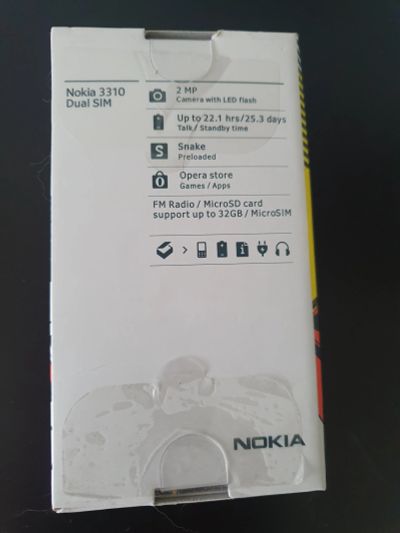 Nokia 3310
Dual SIM
2 MP
Camera with LED flash
Up to 22.1 hrs/25.3 days
Talk / Standby time
S
Snake
Preloaded
Opera store
Games / Apps
FM Radio / MicroSD card
support up to 32GB / MicroSIM
>
NOKIA